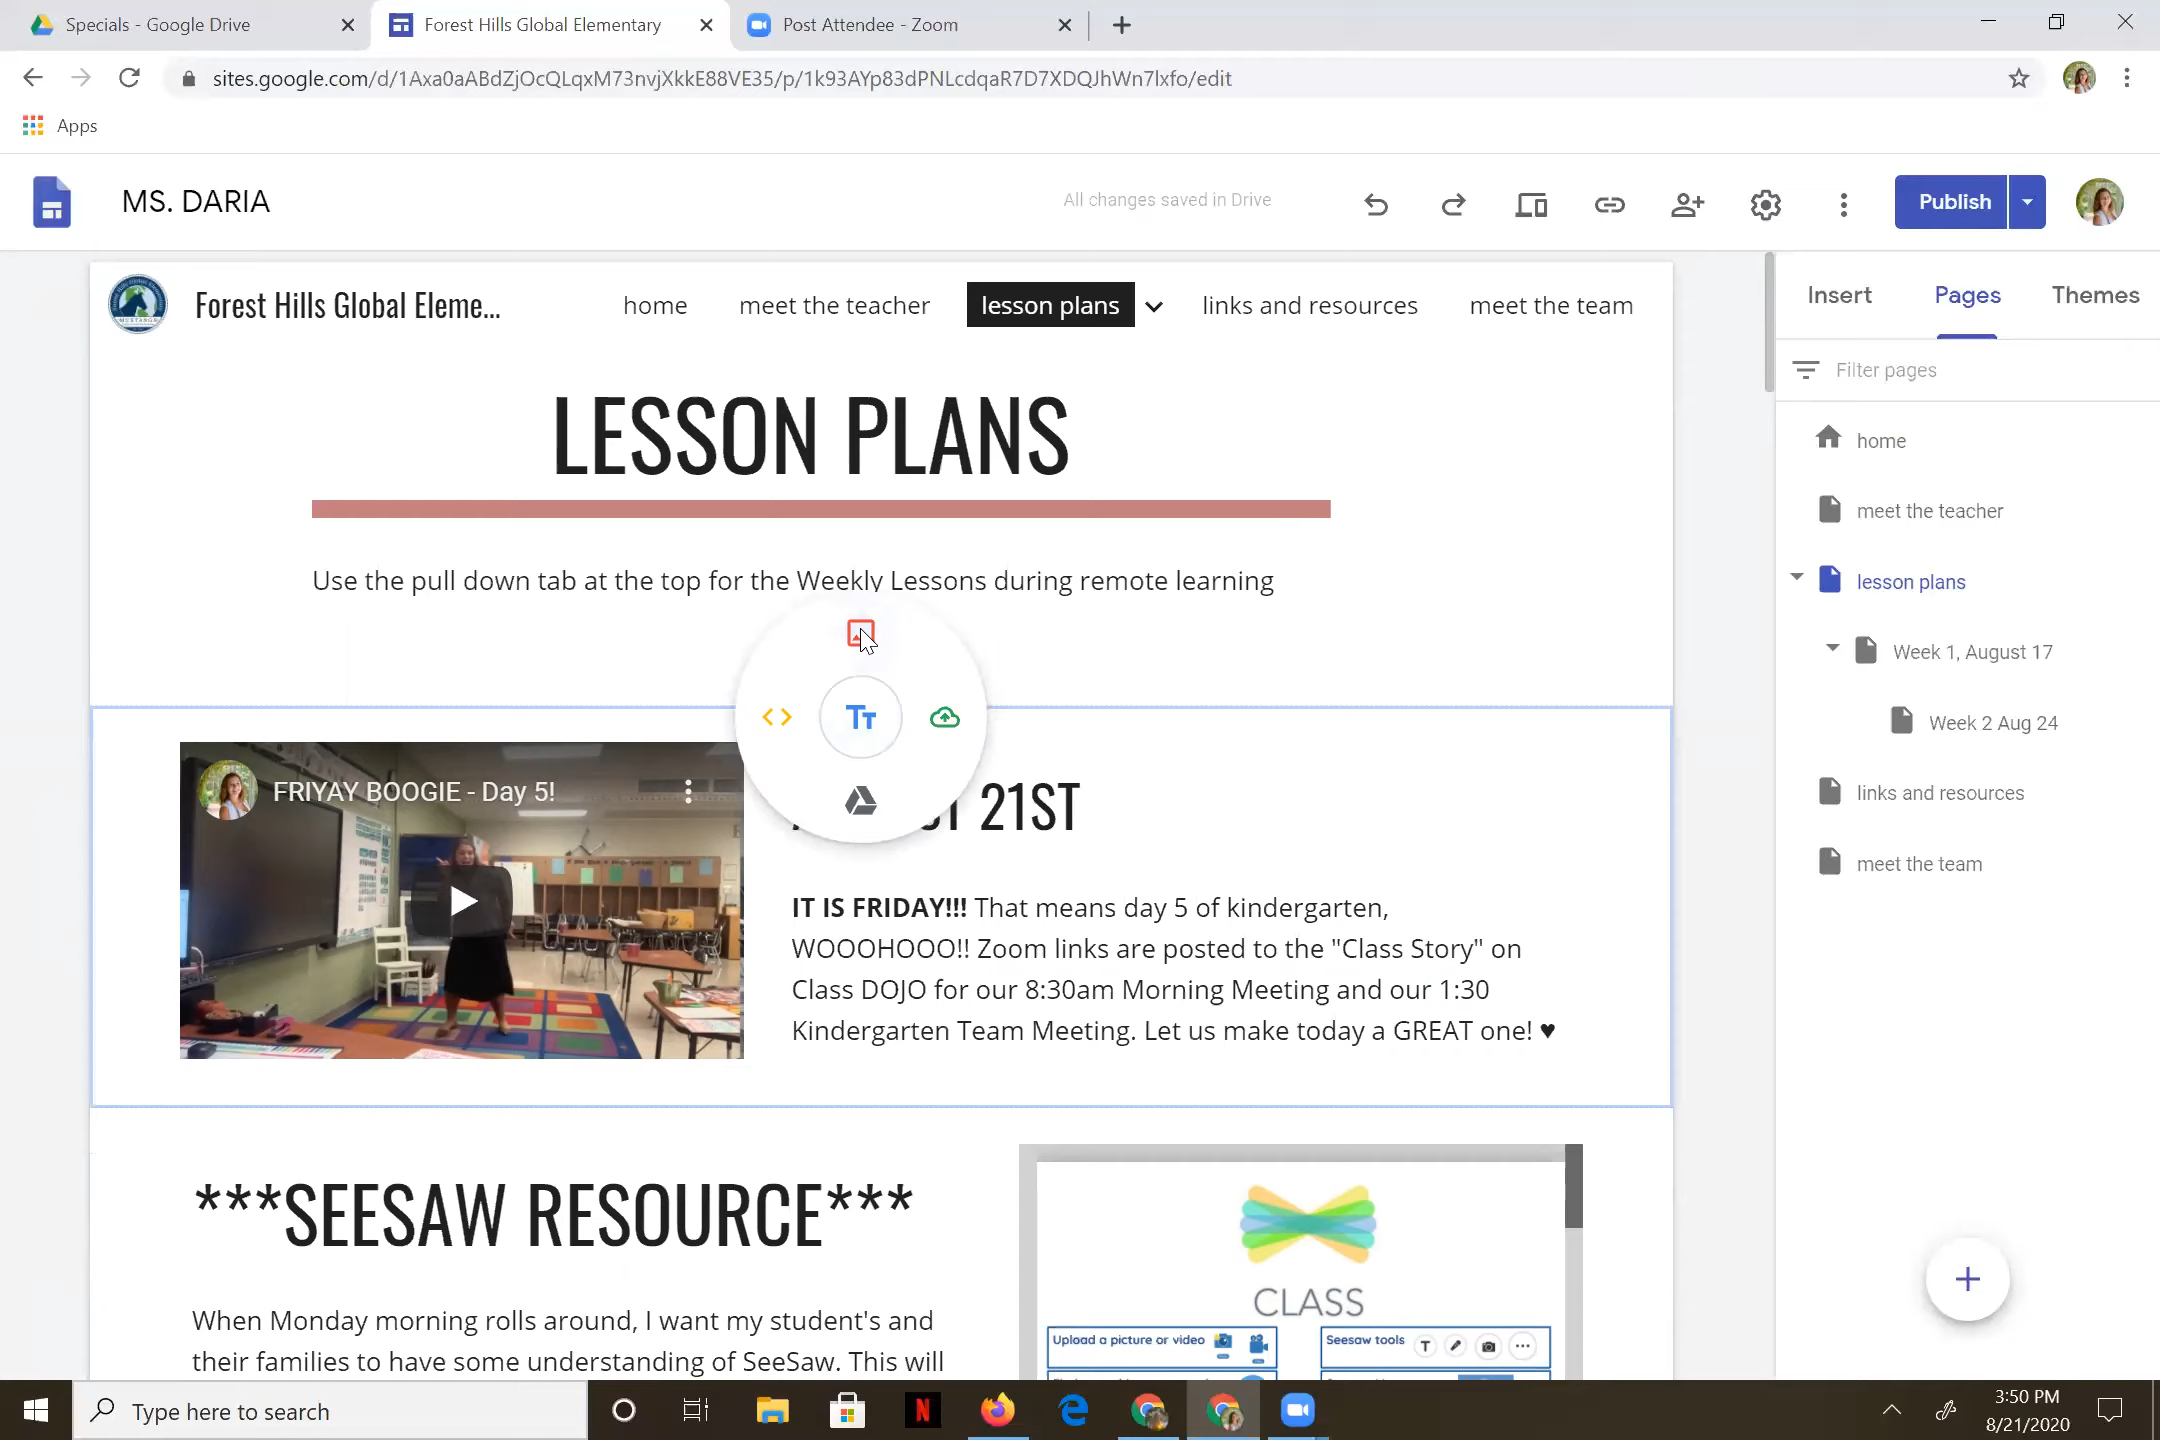 Specials - Google Drive
Forest Hills Global Elementary
Post Attendee - Zoom
sites.google.com/d/1Axa0aABdZjOcQLqxM73nvjXkkE88VE35/p/1k93AYp83dPNLcdqaR7D7XDQJhWn7lxfo/edit
Apps
MS. DARIA
All changes saved in Drive
Publish
Forest Hills Global Eleme...
home
meet the teacher
lesson plans
links and resources
meet the team
Insert
Pages
Themes
Filter pages
home
meet the teacher
lesson plans
Week 1, August 17
Week 2 Aug 24
links and resources
meet the team
LESSON PLANS
Use the pull down tab at the top for the Weekly Lessons during remote learning
Tт
FRIYAY BOOGIE - Day 5!
21ST
IT IS FRIDAY!!! That means day 5 of kindergarten,
WOOOHOOO!! Zoom links are posted to the "Class Story" on
Class DOJO for our 8:30am Morning Meeting and our 1:30
Kindergarten Team Meeting. Let us make today a GREAT one! ♥
***SEESAW RESOURCE***
When Monday morning rolls around, I want my student's and
their families to have some understanding of SeeSaw. This will
CLASS
Upload a picture or video
Seesaw tools
T
Type here to search
N
3:50 PM
8/21/2020